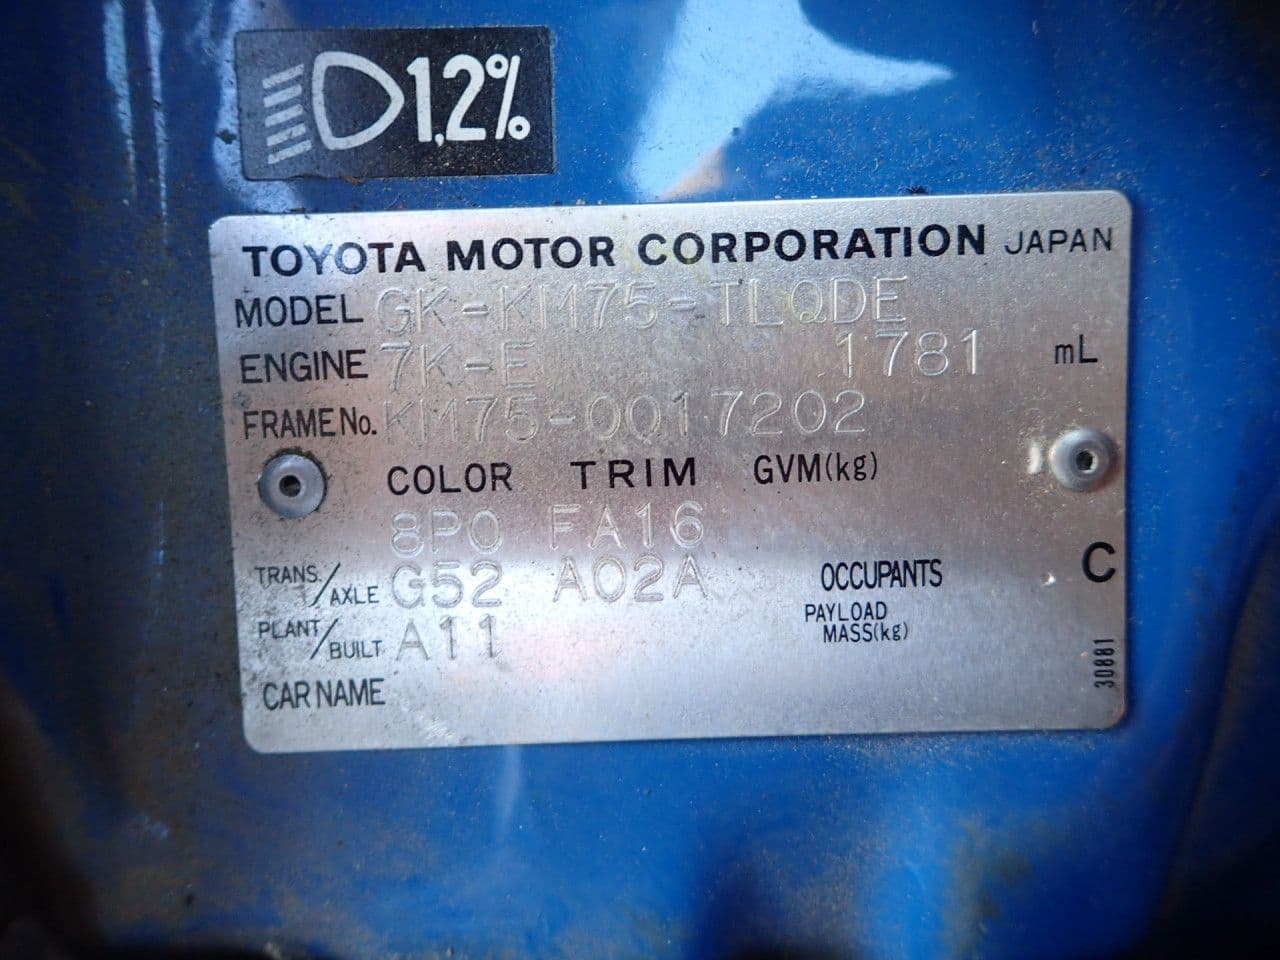 1,2%
TOYOTA MOTOR CORPORATION JAPAN
MODEL GK-KM75-TLQDE
ENGINE 7K-E 1781 mL
FRAME No. KM75-0017202
COLOR TRIM GVM(kg)
8P0 FA16
TRANS./AXLE G52 A02A OCCUPANTS C
PLANT/BUILT A11 PAYLOAD MASS(kg)
CAR NAME
30881